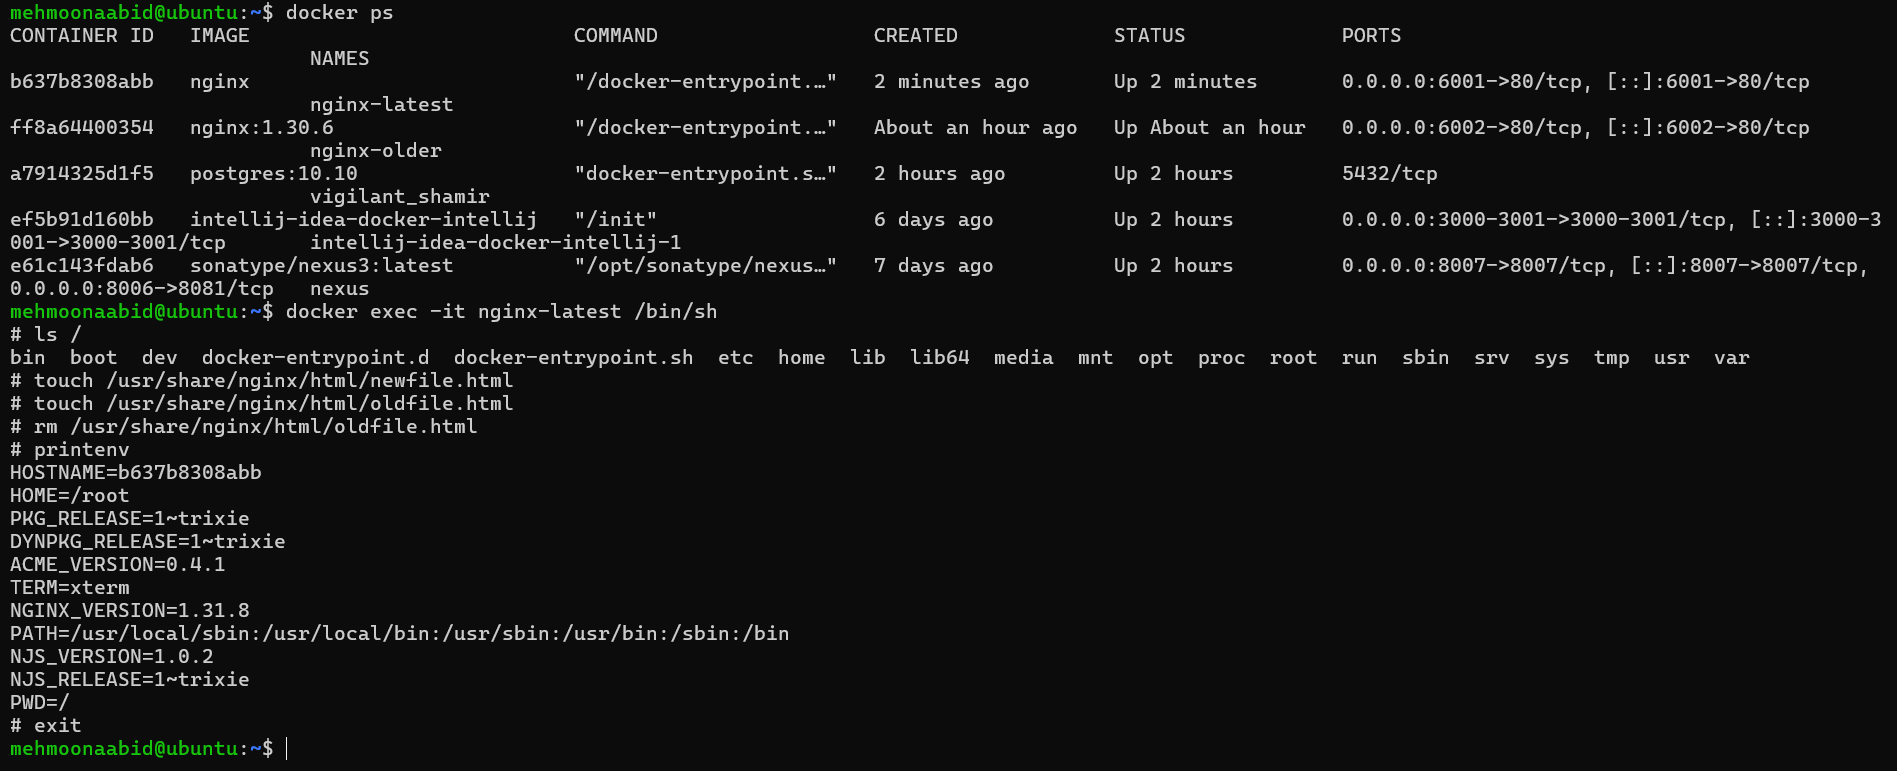 mehmoonaabid@ubuntu:~$ docker ps
CONTAINER ID   IMAGE                           COMMAND                  CREATED             STATUS             PORTS
                         NAMES
b637b8308abb   nginx                           "/docker-entrypoint.…"   2 minutes ago       Up 2 minutes       0.0.0.0:6001->80/tcp, [::]:6001->80/tcp
                         nginx-latest
ff8a64400354   nginx:1.30.6                    "/docker-entrypoint.…"   About an hour ago   Up About an hour   0.0.0.0:6002->80/tcp, [::]:6002->80/tcp
                         nginx-older
a7914325d1f5   postgres:10.10                  "docker-entrypoint.s…"   2 hours ago         Up 2 hours         5432/tcp
                         vigilant_shamir
ef5b91d160bb   intellij-idea-docker-intellij   "/init"                  6 days ago          Up 2 hours         0.0.0.0:3000-3001->3000-3001/tcp, [::]:3000-3
001->3000-3001/tcp       intellij-idea-docker-intellij-1
e61c143fdab6   sonatype/nexus3:latest          "/opt/sonatype/nexus…"   7 days ago          Up 2 hours         0.0.0.0:8007->8007/tcp, [::]:8007->8007/tcp,
0.0.0.0:8006->8081/tcp   nexus
mehmoonaabid@ubuntu:~$ docker exec -it nginx-latest /bin/sh
# ls /
bin  boot  dev  docker-entrypoint.d  docker-entrypoint.sh  etc  home  lib  lib64  media  mnt  opt  proc  root  run  sbin  srv  sys  tmp  usr  var
# touch /usr/share/nginx/html/newfile.html
# touch /usr/share/nginx/html/oldfile.html
# rm /usr/share/nginx/html/oldfile.html
# printenv
HOSTNAME=b637b8308abb
HOME=/root
PKG_RELEASE=1~trixie
DYNPKG_RELEASE=1~trixie
ACME_VERSION=0.4.1
TERM=xterm
NGINX_VERSION=1.31.8
PATH=/usr/local/sbin:/usr/local/bin:/usr/sbin:/usr/bin:/sbin:/bin
NJS_VERSION=1.0.2
NJS_RELEASE=1~trixie
PWD=/
# exit
mehmoonaabid@ubuntu:~$